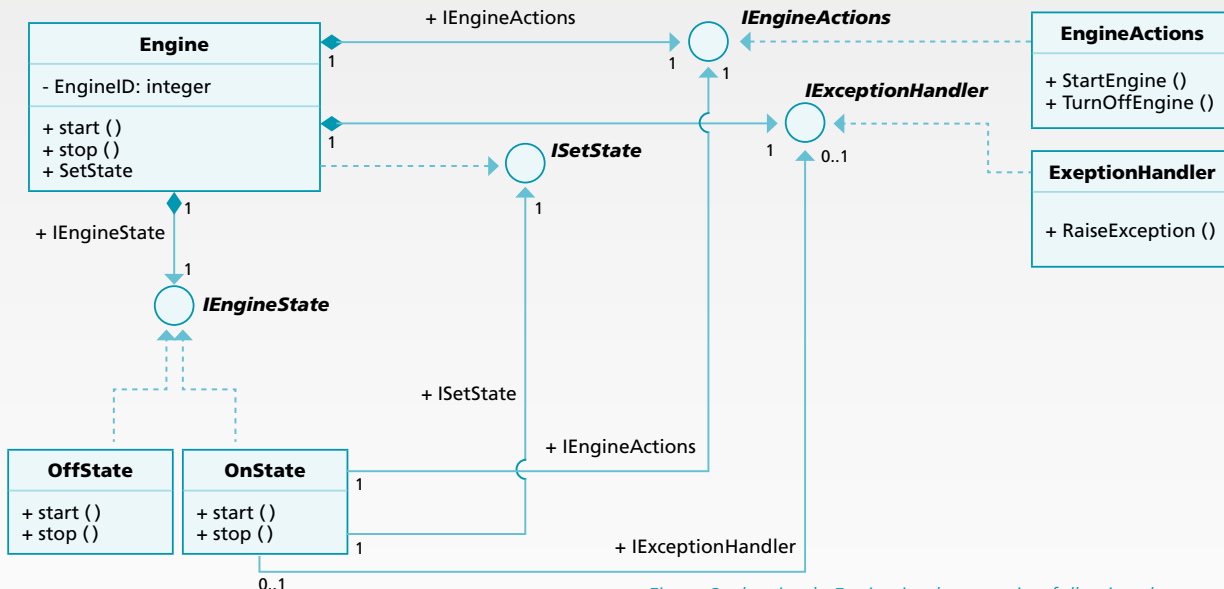 + IEngineActions
IEngineActions
Engine
- EngineID: integer
+ start ()
+ stop ()
+ SetState
1
1
1
EngineActions
+ StartEngine ()
+ TurnOffEngine ()
IExceptionHandler
1
1
0..1
ISetState
1
ExeptionHandler
+ RaiseException ()
1
+ IEngineState
1
IEngineState
+ ISetState
+ IEngineActions
OffState
+ start ()
+ stop ()
OnState
+ start ()
+ stop ()
1
1
+ IExceptionHandler
0..1